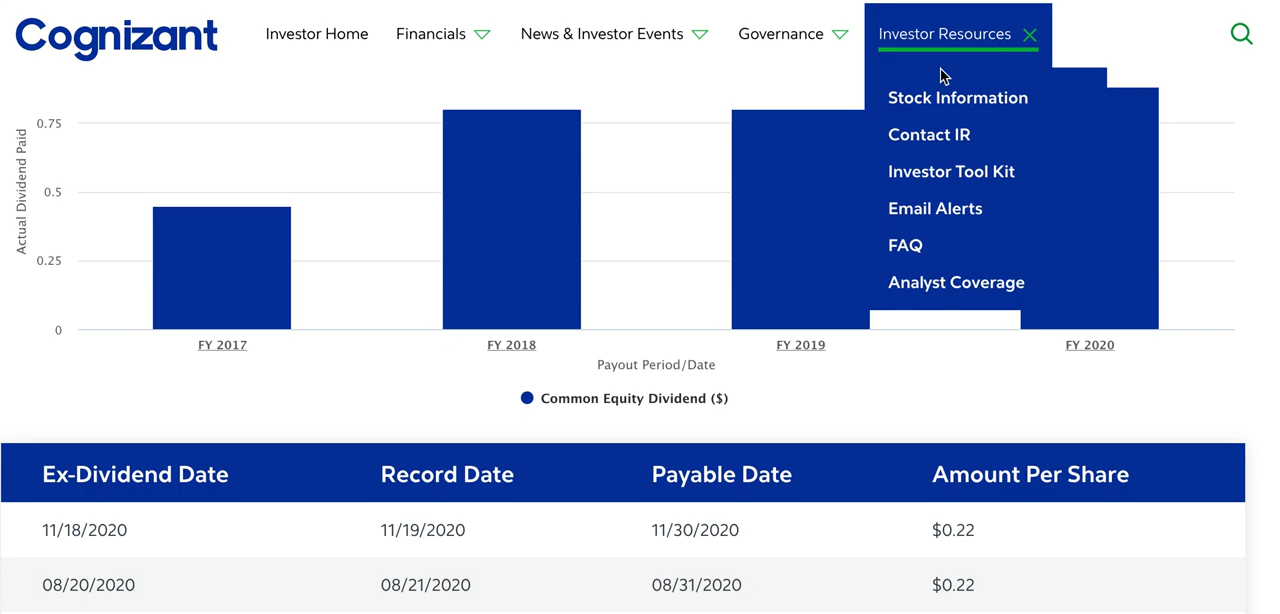 Cognizant
Investor Home Financials News & Investor Events Governance Investor Resources
Stock Information
Contact IR
Investor Tool Kit
Email Alerts
FAQ
Analyst Coverage
Actual Dividend Paid
0.75
0.5
0.25
0
FY 2017 FY 2018 FY 2019 FY 2020
Payout Period/Date
Common Equity Dividend ($)
Ex-Dividend Date Record Date Payable Date Amount Per Share
11/18/2020 11/19/2020 11/30/2020 $0.22
08/20/2020 08/21/2020 08/31/2020 $0.22